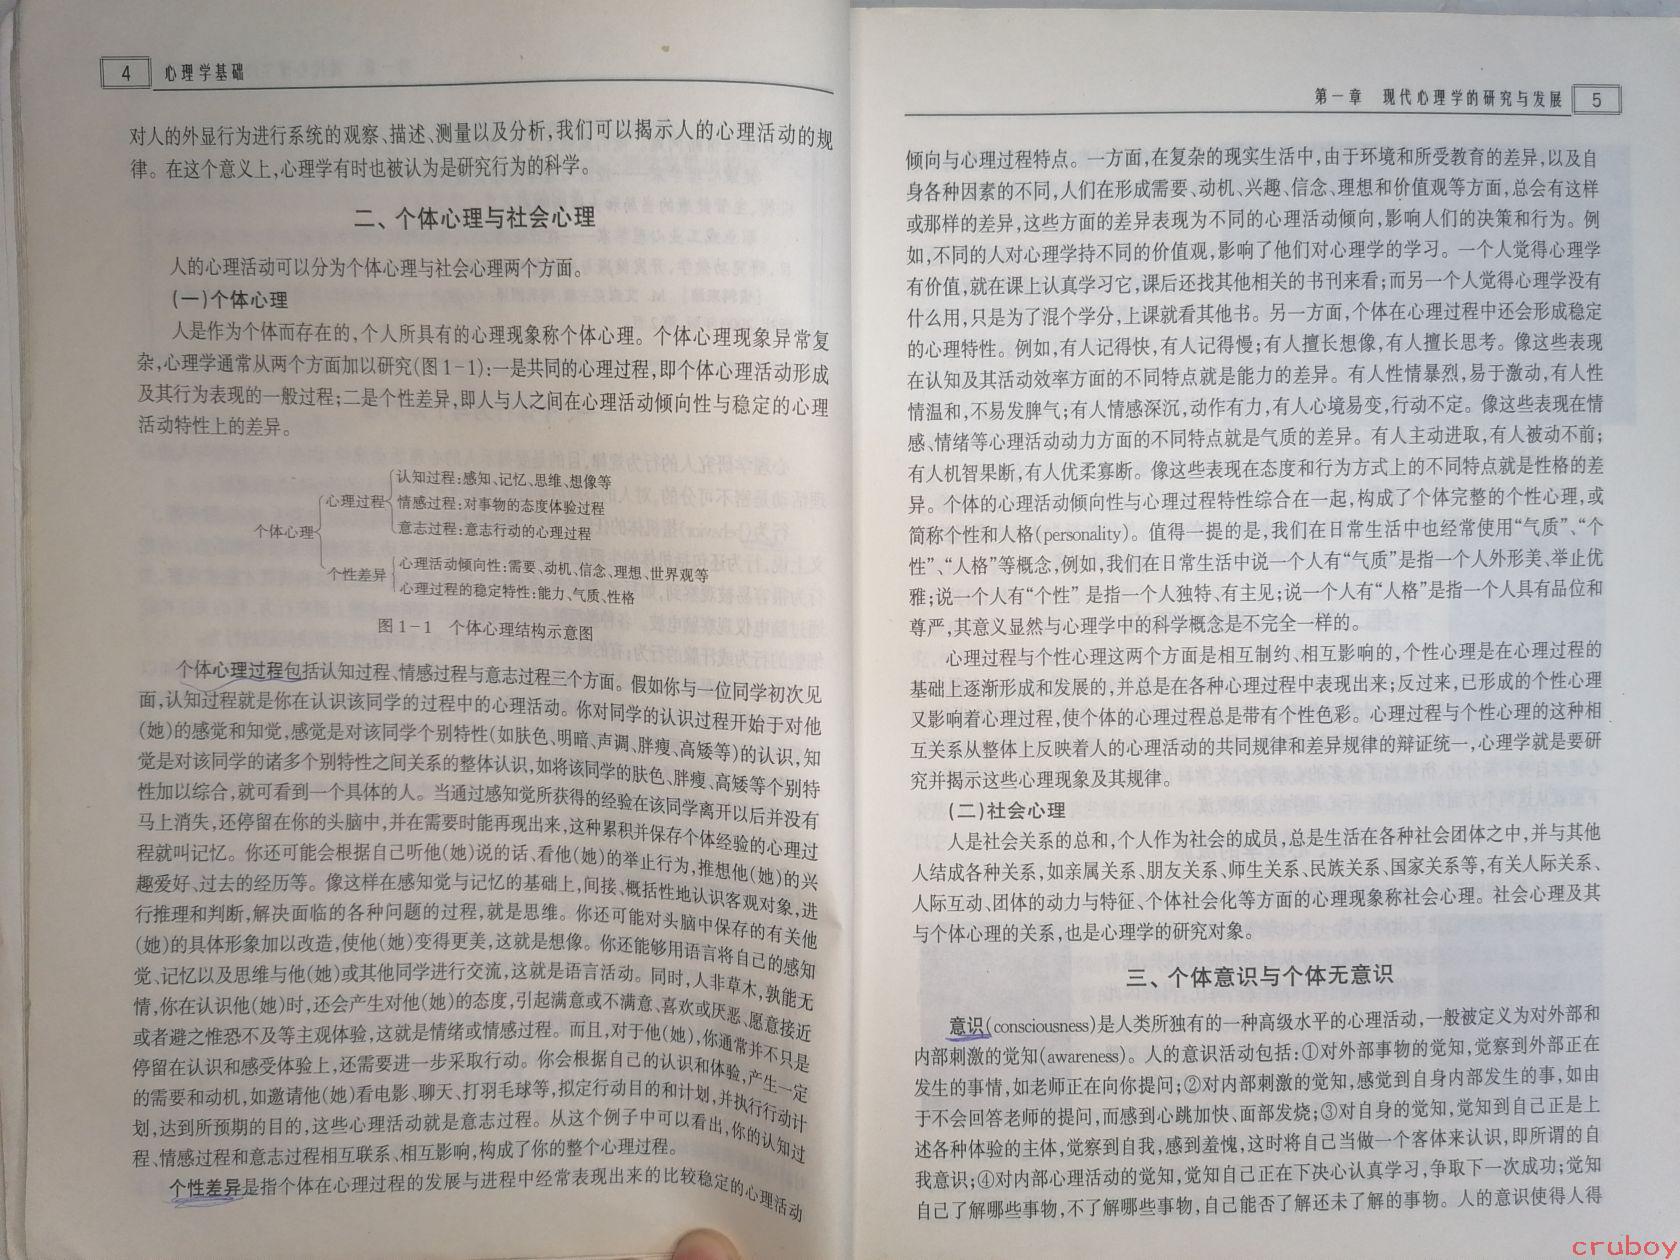 4 心理学基础
对人的外显行为进行系统的观察、描述、测量以及分析,我们可以揭示人的心理活动的规
律。在这个意义上,心理学有时也被认为是研究行为的科学。
二、个体心理与社会心理
人的心理活动可以分为个体心理与社会心理两个方面。
(一)个体心理
人是作为个体而存在的,个人所具有的心理现象称个体心理。个体心理现象异常复
杂,心理学通常从两个方面加以研究(图1-1):一是共同的心理过程,即个体心理活动形成
及其行为表现的一般过程;二是个性差异,即人与人之间在心理活动倾向性与稳定的心理
活动特性上的差异。
个体心理
心理过程
认知过程:感知、记忆、思维、想像等
情感过程:对事物的态度体验过程
意志过程:意志行动的心理过程
个性差异
心理活动倾向性:需要、动机、信念、理想、世界观等
心理过程的稳定特性:能力、气质、性格
图1-1 个体心理结构示意图
个体心理过程包括认知过程、情感过程与意志过程三个方面。假如你与一位同学初次见
面,认知过程就是你在认识该同学的过程中的心理活动。你对同学的认识过程开始于对他
(她)的感觉和知觉,感觉是对该同学个别特性(如肤色、明暗、声调、胖瘦、高矮等)的认识,知
觉是对该同学的诸多个别特性之间关系的整体认识,如将该同学的肤色、胖瘦、高矮等个别特
性加以综合,就可看到一个具体的人。当通过感知觉所获得的经验在该同学离开以后并没有
马上消失,还停留在你的头脑中,并在需要时能再现出来,这种累积并保存个体经验的心理过
程就叫记忆。你还可能会根据自己听他(她)说的话、看他(她)的举止行为,推想他(她)的兴
趣爱好、过去的经历等。像这样在感知觉与记忆的基础上,间接、概括性地认识客观对象,进
行推理和判断,解决面临的各种问题的过程,就是思维。你还可能对头脑中保存的有关他
(她)的具体形象加以改造,使他(她)变得更美,这就是想像。你还能够用语言将自己的感知
觉、记忆以及思维与他(她)或其他同学进行交流,这就是语言活动。同时,人非草木,孰能无
情,你在认识他(她)时,还会产生对他(她)的态度,引起满意或不满意、喜欢或厌恶、愿意接近
或者避之惟恐不及等主观体验,这就是情绪或情感过程。而且,对于他(她),你通常并不只是
停留在认识和感受体验上,还需要进一步采取行动。你会根据自己的认识和体验,产生一定
的需要和动机,如邀请他(她)看电影、聊天、打羽毛球等,拟定行动目的和计划,并执行行动计
划,达到所预期的目的,这些心理活动就是意志过程。从这个例子中可以看出,你的认知过
程、情感过程和意志过程相互联系、相互影响,构成了你的整个心理过程。
个性差异是指个体在心理过程的发展与进程中经常表现出来的比较稳定的心理活动
第一章 现代心理学的研究与发展 5
倾向与心理过程特点。一方面,在复杂的现实生活中,由于环境和所受教育的差异,以及自
身各种因素的不同,人们在形成需要、动机、兴趣、信念、理想和价值观等方面,总会有这样
或那样的差异,这些方面的差异表现为不同的心理活动倾向,影响人们的决策和行为。例
如,不同的人对心理学持不同的价值观,影响了他们对心理学的学习。一个人觉得心理学
有价值,就在课上认真学习它,课后还找其他相关的书刊来看;而另一个人觉得心理学没有
什么用,只是为了混个学分,上课就看其他书。另一方面,个体在心理过程中还会形成稳定
的心理特性。例如,有人记得快,有人记得慢;有人擅长想像,有人擅长思考。像这些表现
在认知及其活动效率方面的不同特点就是能力的差异。有人性情暴烈,易于激动,有人性
情温和,不易发脾气;有人情感深沉,动作有力,有人心境易变,行动不定。像这些表现在情
感、情绪等心理活动动力方面的不同特点就是气质的差异。有人主动进取,有人被动不前;
有人机智果断,有人优柔寡断。像这些表现在态度和行为方式上的不同特点就是性格的差
异。个体的心理活动倾向性与心理过程特性综合在一起,构成了个体完整的个性心理,或
简称个性和人格(personality)。值得一提的是,我们在日常生活中也经常使用“气质”、“个
性”、“人格”等概念,例如,我们在日常生活中说一个人有“气质”是指一个人外形美、举止优
雅;说一个人有“个性”是指一个人独特、有主见;说一个人有“人格”是指一个人具有品位和
尊严,其意义显然与心理学中的科学概念是不完全一样的。
心理过程与个性心理这两个方面是相互制约、相互影响的,个性心理是在心理过程的
基础上逐渐形成和发展的,并总是在各种心理过程中表现出来;反过来,已形成的个性心理
又影响着心理过程,使个体的心理过程总是带有个性色彩。心理过程与个性心理的这种相
互关系从整体上反映着人的心理活动的共同规律和差异规律的辩证统一,心理学就是要研
究并揭示这些心理现象及其规律。
(二)社会心理
人是社会关系的总和,个人作为社会的成员,总是生活在各种社会团体之中,并与其他
人结成各种关系,如亲属关系、朋友关系、师生关系、民族关系、国家关系等,有关人际关系、
人际互动、团体的动力与特征、个体社会化等方面的心理现象称社会心理。社会心理及其
与个体心理的关系,也是心理学的研究对象。
三、个体意识与个体无意识
意识(consciousness)是人类所独有的一种高级水平的心理活动,一般被定义为对外部和
内部刺激的觉知(awareness)。人的意识活动包括:①对外部事物的觉知,觉察到外部正在
发生的事情,如老师正在向你提问;②对内部刺激的觉知,感觉到自身内部发生的事,如由
于不会回答老师的提问,而感到心跳加快、面部发烧;③对自身的觉知,觉知到自己正是上
述各种体验的主体,觉察到自我,感到羞愧,这时将自己当做一个客体来认识,即所谓的自
我意识;④对内部心理活动的觉知,觉知自己正在下决心认真学习,争取下一次成功;觉知
自己了解哪些事物,不了解哪些事物,自己能否了解还未了解的事物。人的意识使得人得
cruboy